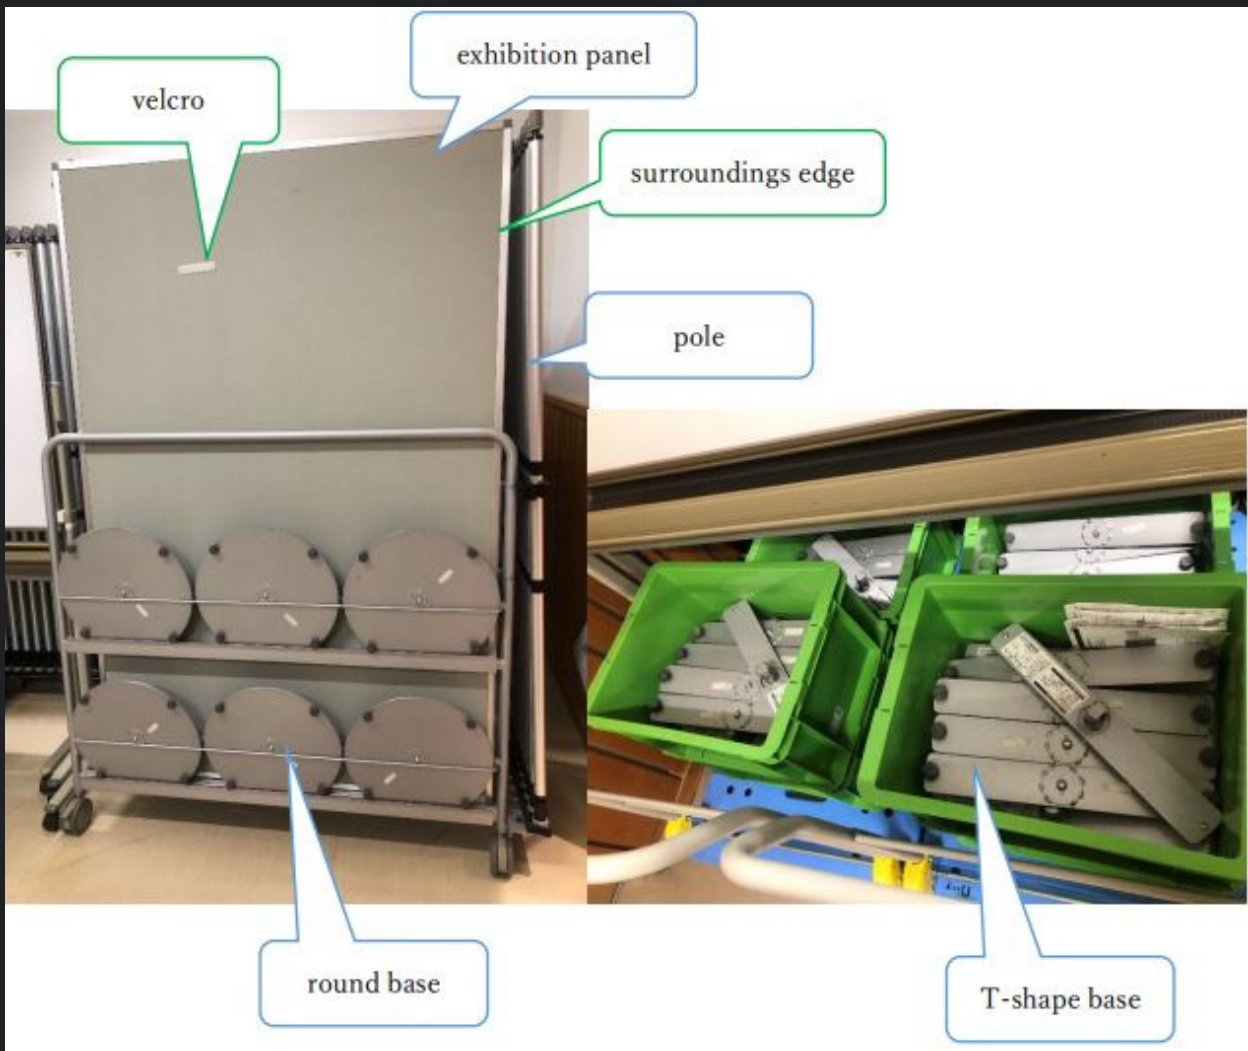 exhibition panel
velcro
surroundings edge
pole
round base
T-shape base